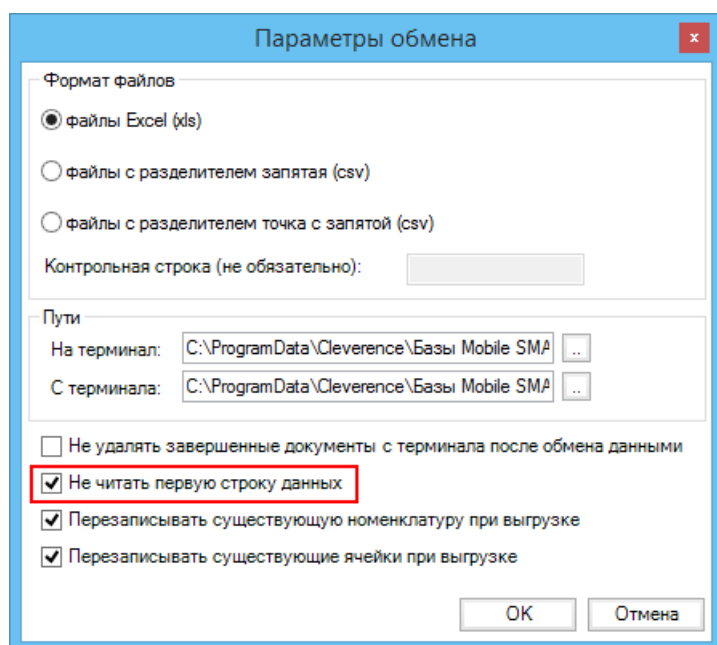 Параметры обмена
x
Формат файлов
файлы Excel (xls)
файлы с разделителем запятая (csv)
файлы с разделителем точка с запятой (csv)
Контрольная строка (не обязательно):
Пути
На терминал: C:\ProgramData\Cleverence\Базы Mobile SMA ..
С терминала: C:\ProgramData\Cleverence\Базы Mobile SMA ..
Не удалять завершенные документы с терминала после обмена данными
Не читать первую строку данных
Перезаписывать существующую номенклатуру при выгрузке
Перезаписывать существующие ячейки при выгрузке
OK Отмена